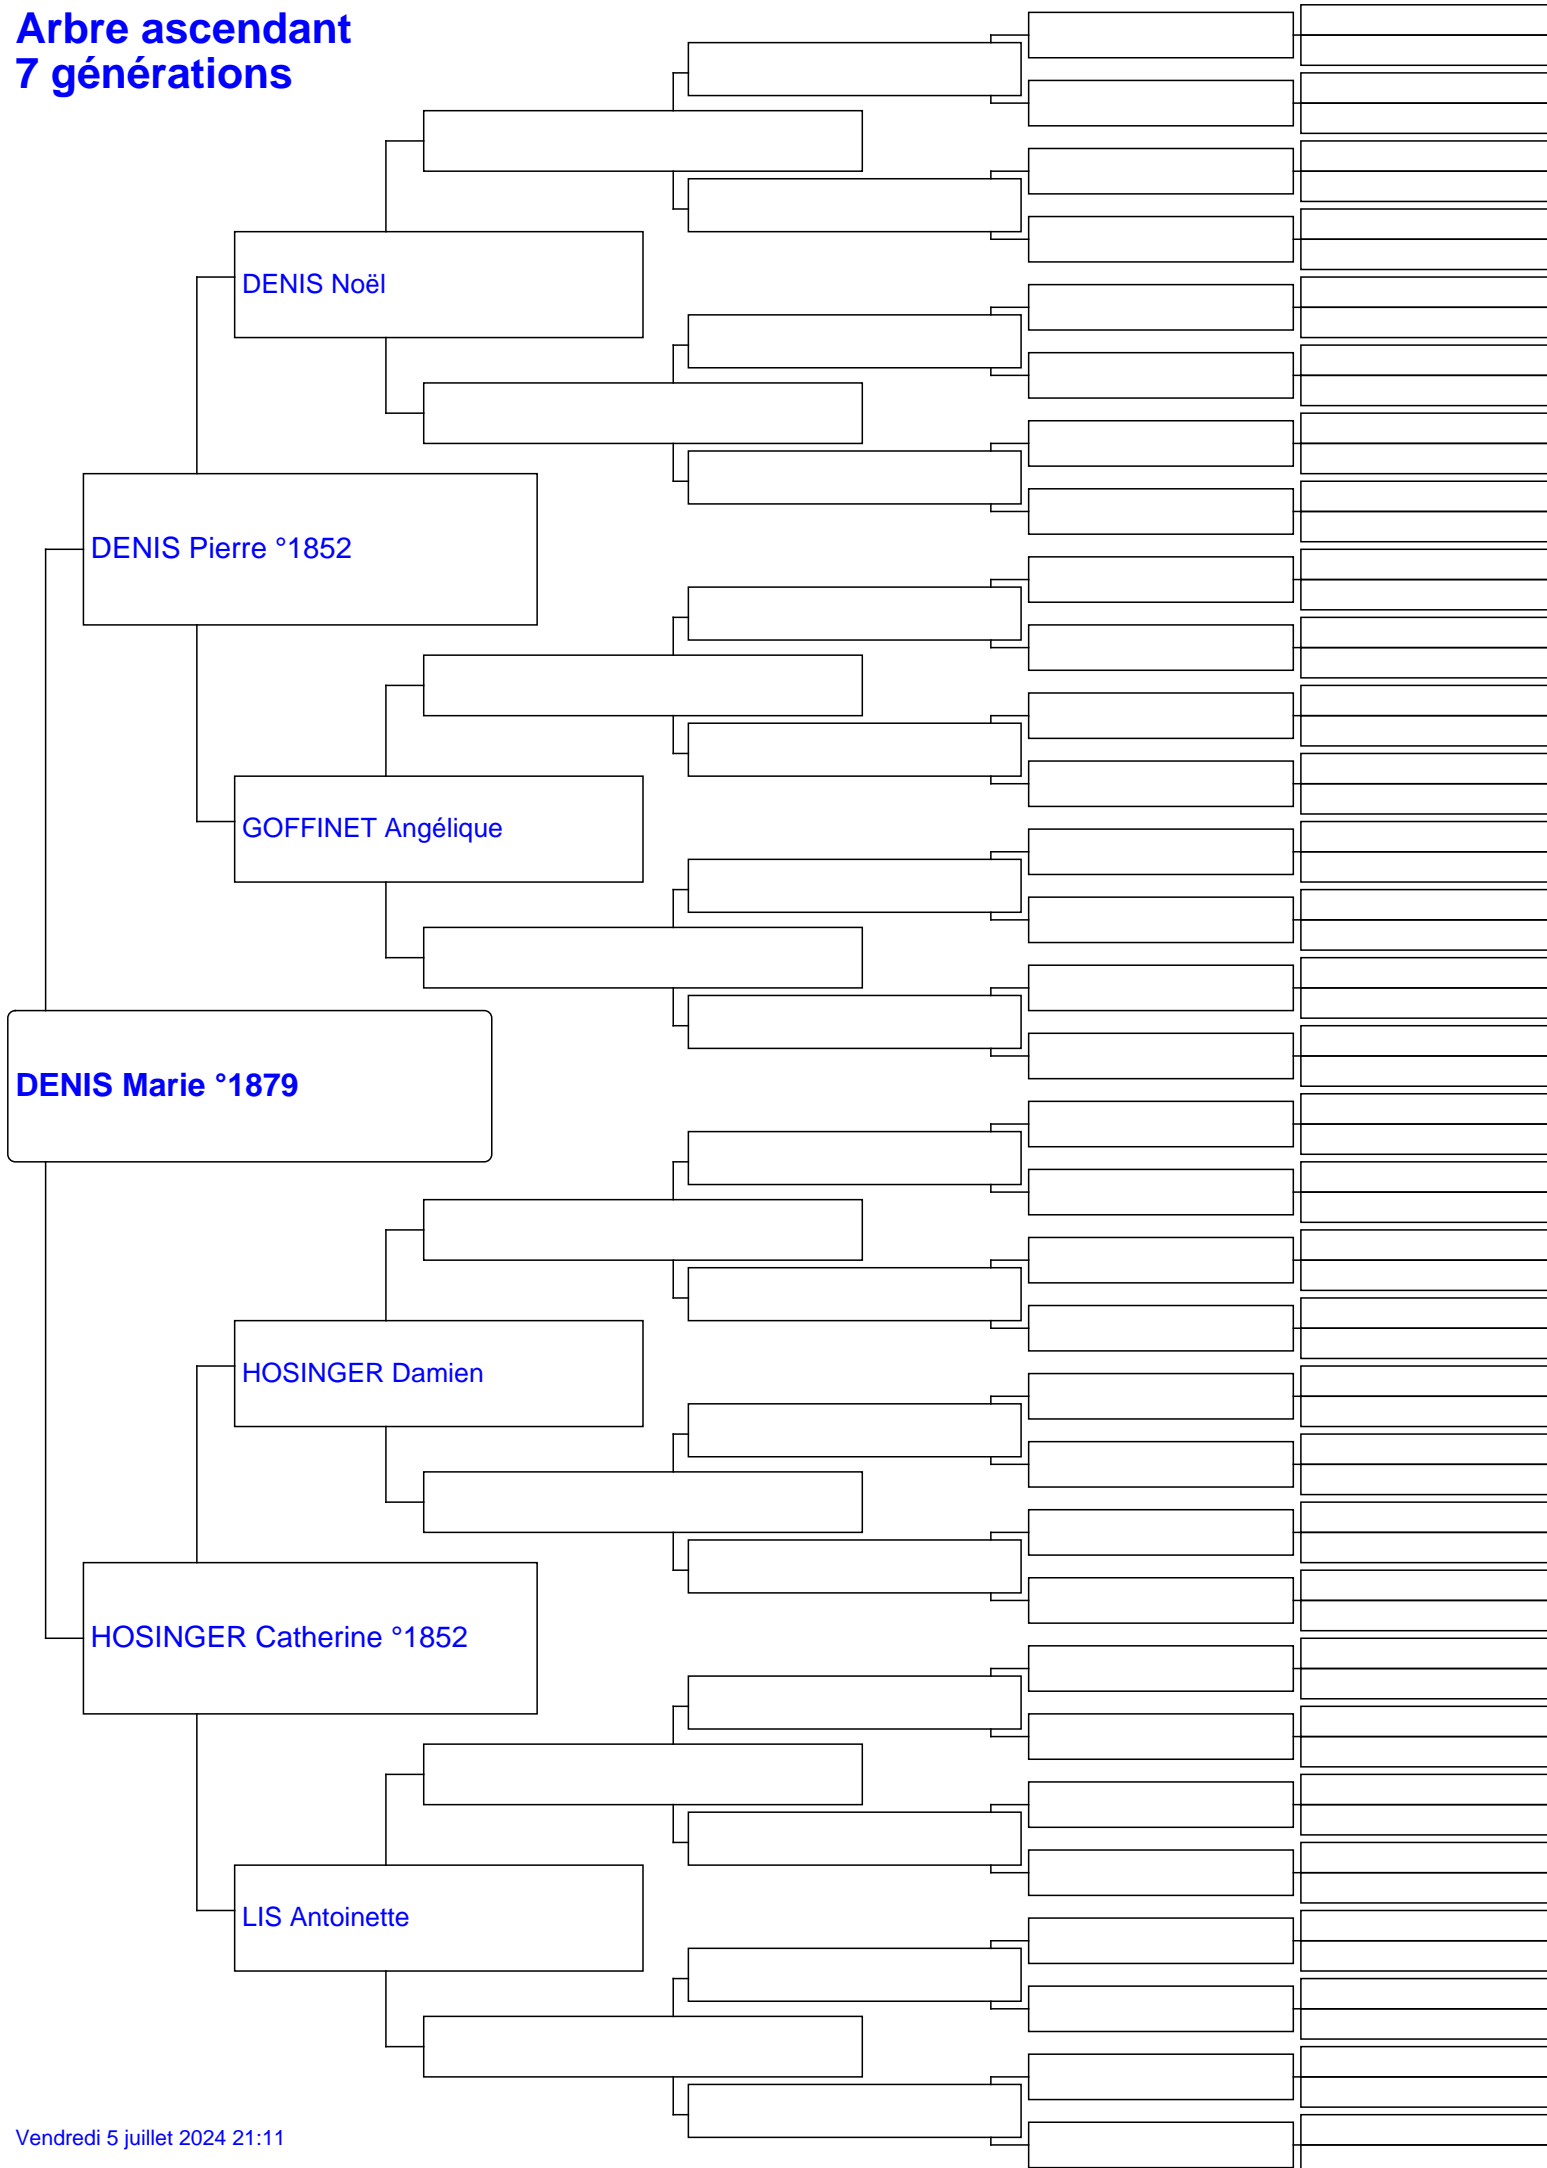 Arbre ascendant
7 générations
DENIS Noël
DENIS Pierre °1852
GOFFINET Angélique
DENIS Marie °1879
HOSINGER Damien
HOSINGER Catherine °1852
LIS Antoinette
Vendredi 5 juillet 2024 21:11